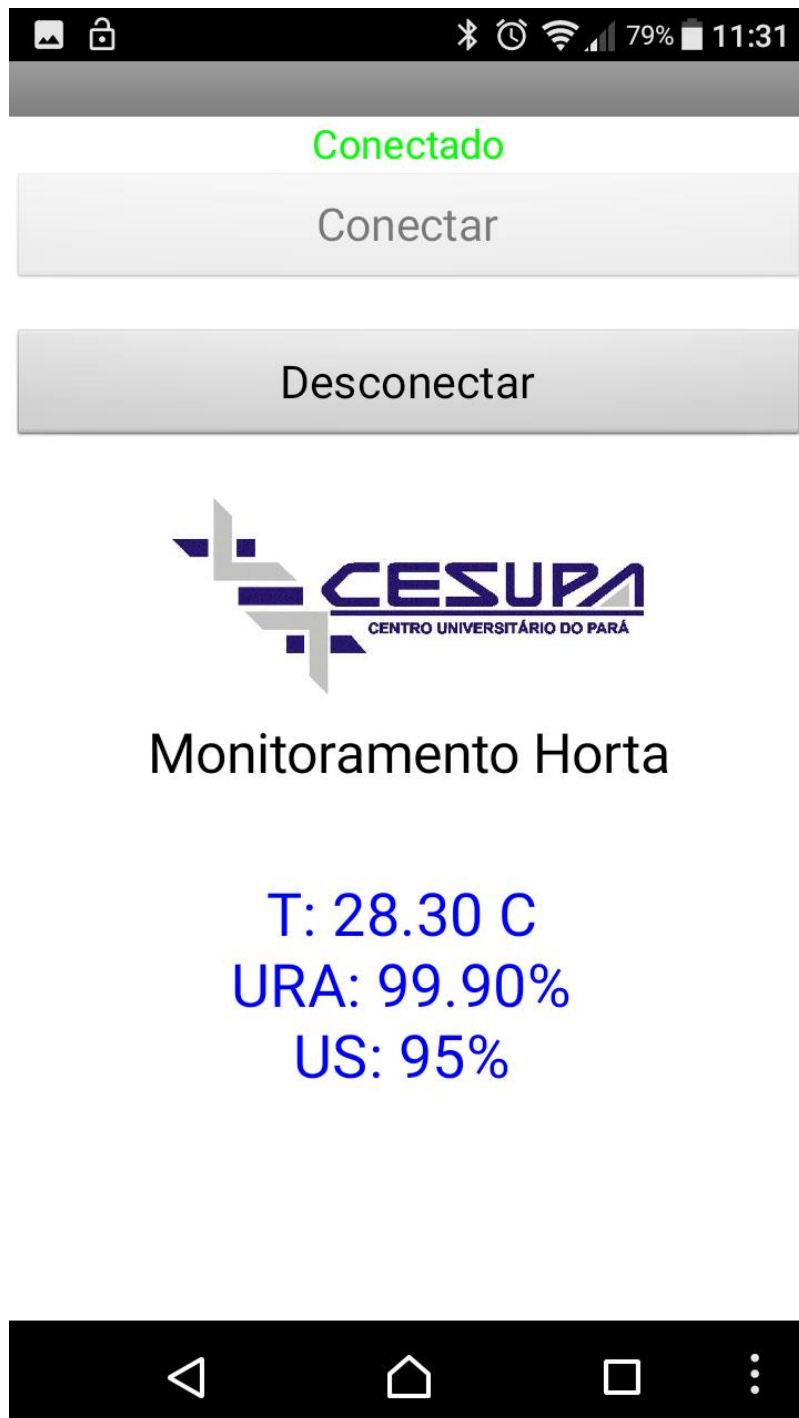 79% 11:31
Conectado
Conectar
Desconectar
CESUPA
CENTRO UNIVERSITÁRIO DO PARÁ
Monitoramento Horta
T: 28.30 C
URA: 99.90%
US: 95%